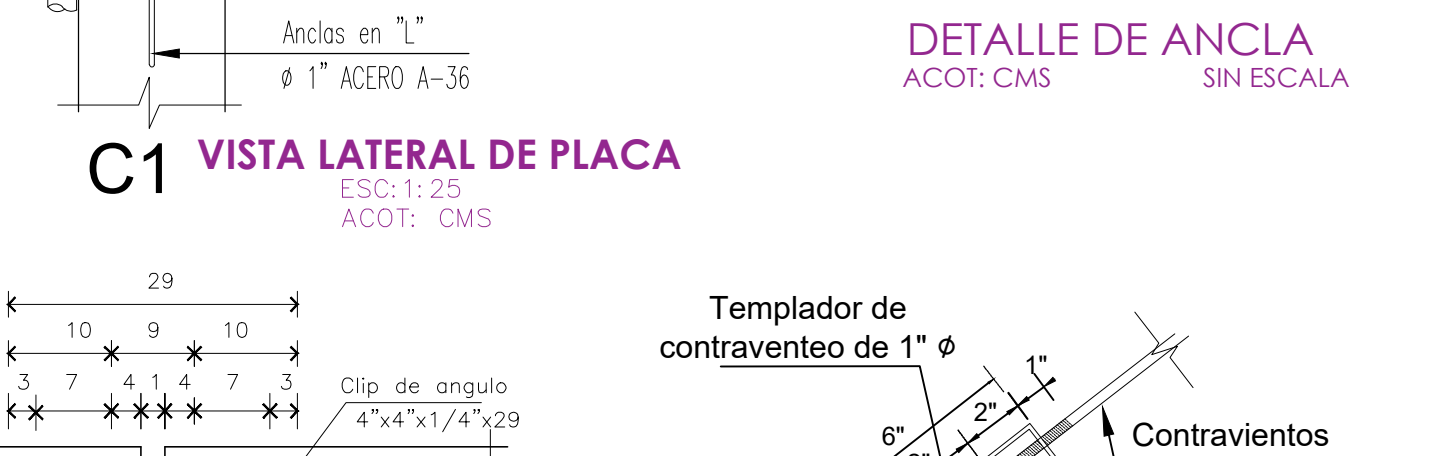 Anclas en "L"
ø 1" ACERO A-36
DETALLE DE ANCLA
ACOT: CMS SIN ESCALA
C1 VISTA LATERAL DE PLACA
ESC:1:25
ACOT: CMS
29
10 9 10
3 7 4 1 4 7 3
Clip de angulo
4"x4"x1/4"x29
Templador de
contraventeo de 1" ø
1"
2"
6"
Contravientos